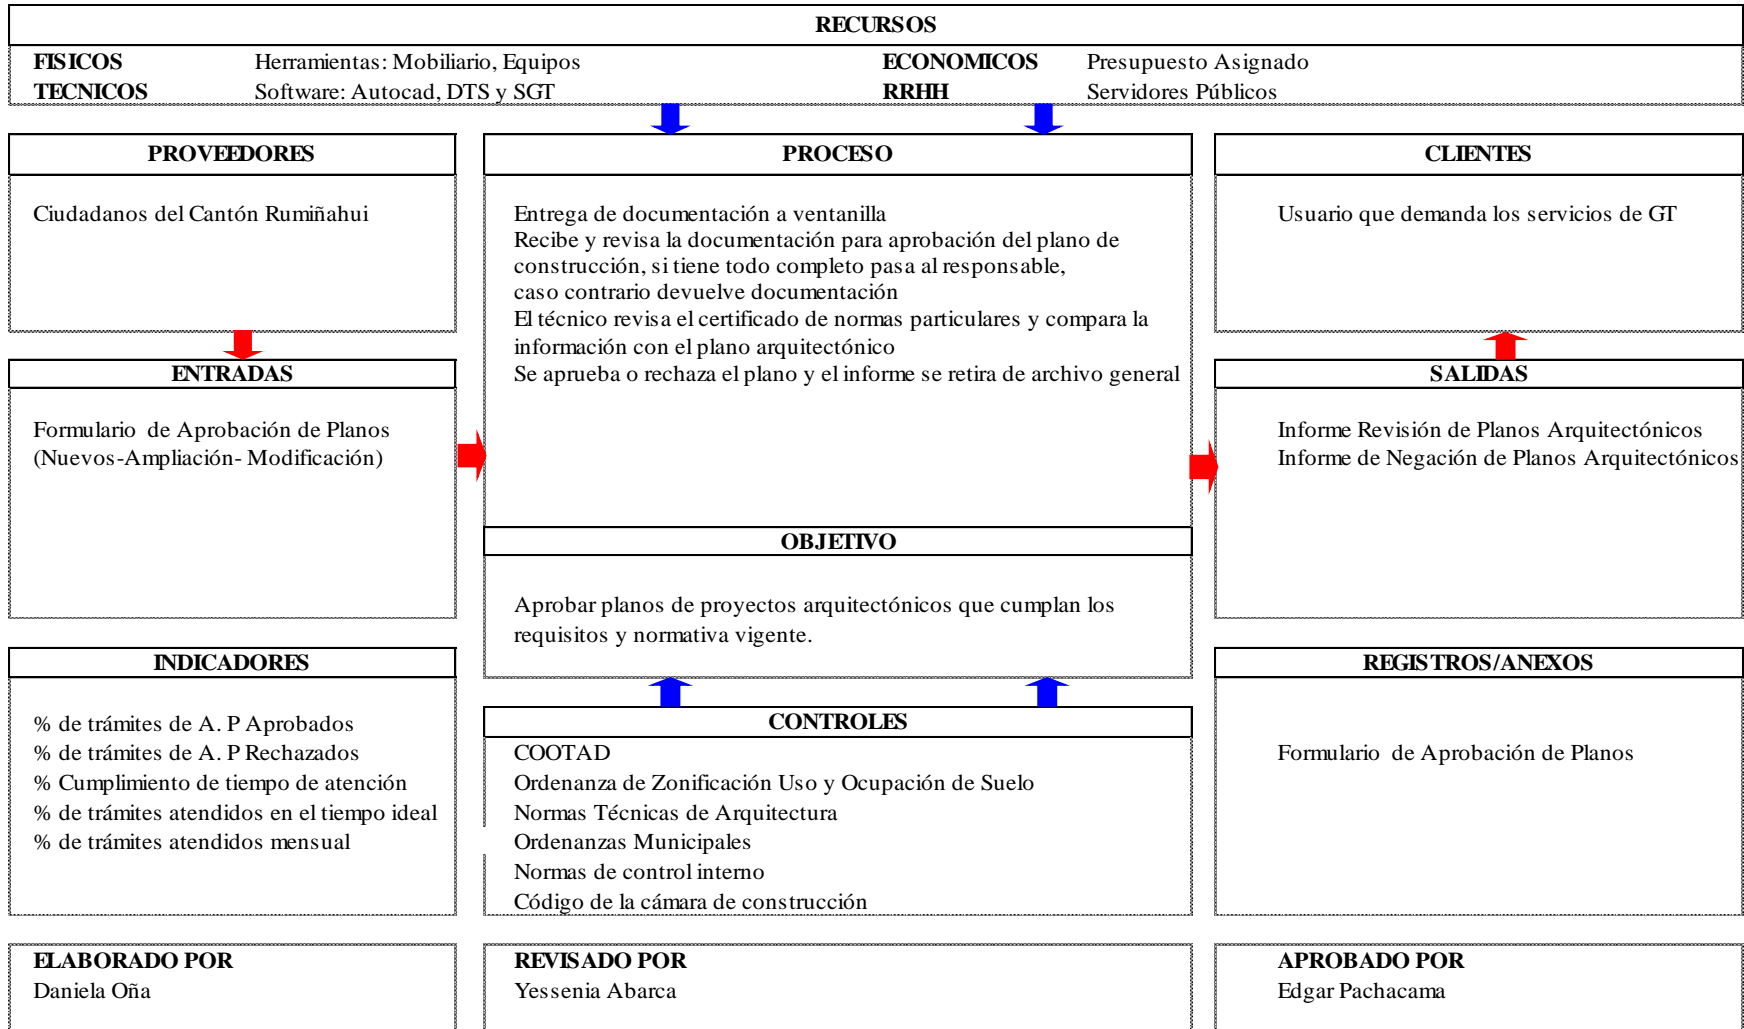 RECURSOS
FISICOS Herramientas: Mobiliario, Equipos ECONOMICOS Presupuesto Asignado
TECNICOS Software: Autocad, DTS y SGT RRHH Servidores Públicos
PROVEEDORES
Ciudadanos del Cantón Rumiñahui
ENTRADAS
Formulario de Aprobación de Planos
(Nuevos-Ampliación- Modificación)
INDICADORES
% de trámites de A. P Aprobados
% de trámites de A. P Rechazados
% Cumplimiento de tiempo de atención
% de trámites atendidos en el tiempo ideal
% de trámites atendidos mensual
PROCESO
Entrega de documentación a ventanilla
Recibe y revisa la documentación para aprobación del plano de
construcción, si tiene todo completo pasa al responsable,
caso contrario devuelve documentación
El técnico revisa el certificado de normas particulares y compara la
información con el plano arquitectónico
Se aprueba o rechaza el plano y el informe se retira de archivo general
OBJETIVO
Aprobar planos de proyectos arquitectónicos que cumplan los
requisitos y normativa vigente.
CONTROLES
COOTAD
Ordenanza de Zonificación Uso y Ocupación de Suelo
Normas Técnicas de Arquitectura
Ordenanzas Municipales
Normas de control interno
Código de la cámara de construcción
CLIENTES
Usuario que demanda los servicios de GT
SALIDAS
Informe Revisión de Planos Arquitectónicos
Informe de Negación de Planos Arquitectónicos
REGISTROS/ANEXOS
Formulario de Aprobación de Planos
ELABORADO POR
Daniela Oña
REVISADO POR
Yessenia Abarca
APROBADO POR
Edgar Pachacama